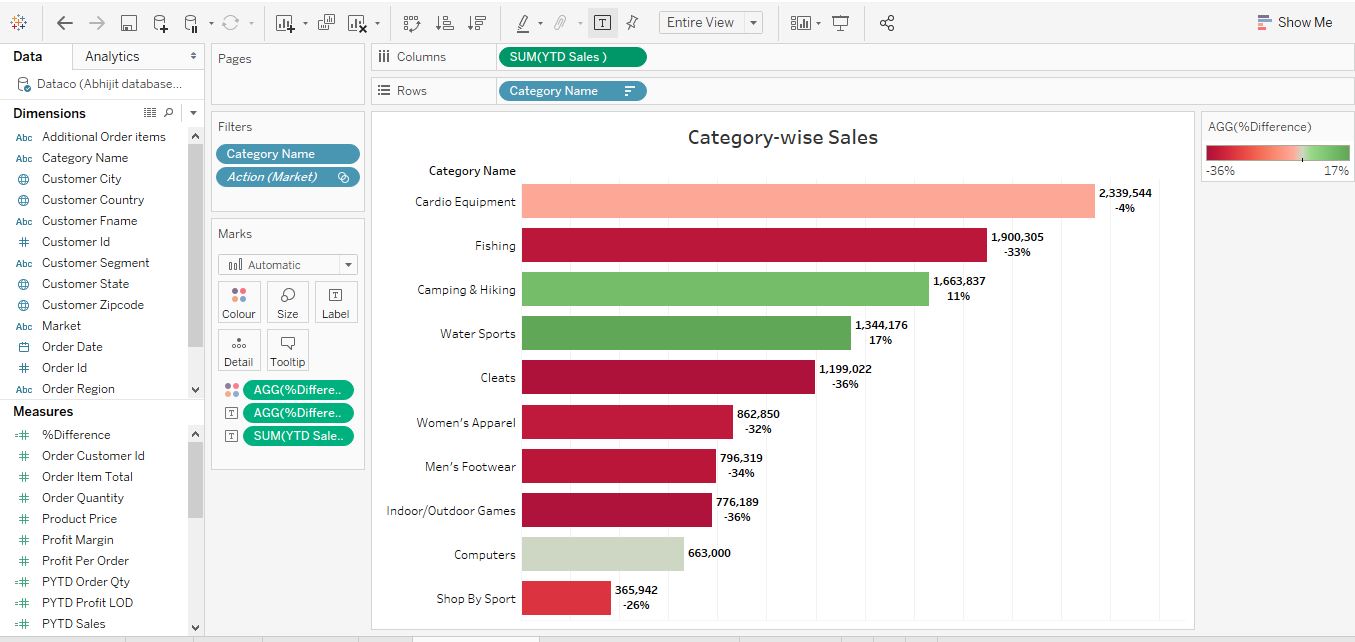 Entire View
Show Me
Data
Analytics
Dataco (Abhijit database...
Dimensions
Abc Additional Order items
Abc Category Name
Customer City
Customer Country
Abc Customer Fname
# Customer Id
Abc Customer Segment
Customer State
Customer Zipcode
Abc Market
Order Date
# Order Id
Abc Order Region
Measures
=# %Difference
# Order Customer Id
# Order Item Total
# Order Quantity
# Product Price
# Profit Margin
# Profit Per Order
=# PYTD Order Qty
=# PYTD Profit LOD
=# PYTD Sales
Pages
Filters
Category Name
Action (Market)
Marks
Automatic
Colour
Size
T
Label
Detail
Tooltip
AGG(%Differe..
T AGG(%Differe..
T SUM(YTD Sale..
Columns
SUM(YTD Sales )
Rows
Category Name
Category-wise Sales
Category Name
Cardio Equipment
2,339,544
-4%
Fishing
1,900,305
-33%
Camping & Hiking
1,663,837
11%
Water Sports
1,344,176
17%
Cleats
1,199,022
-36%
Women's Apparel
862,850
-32%
Men's Footwear
796,319
-34%
Indoor/Outdoor Games
776,189
-36%
Computers
663,000
Shop By Sport
365,942
-26%
AGG(%Difference)
-36%
17%